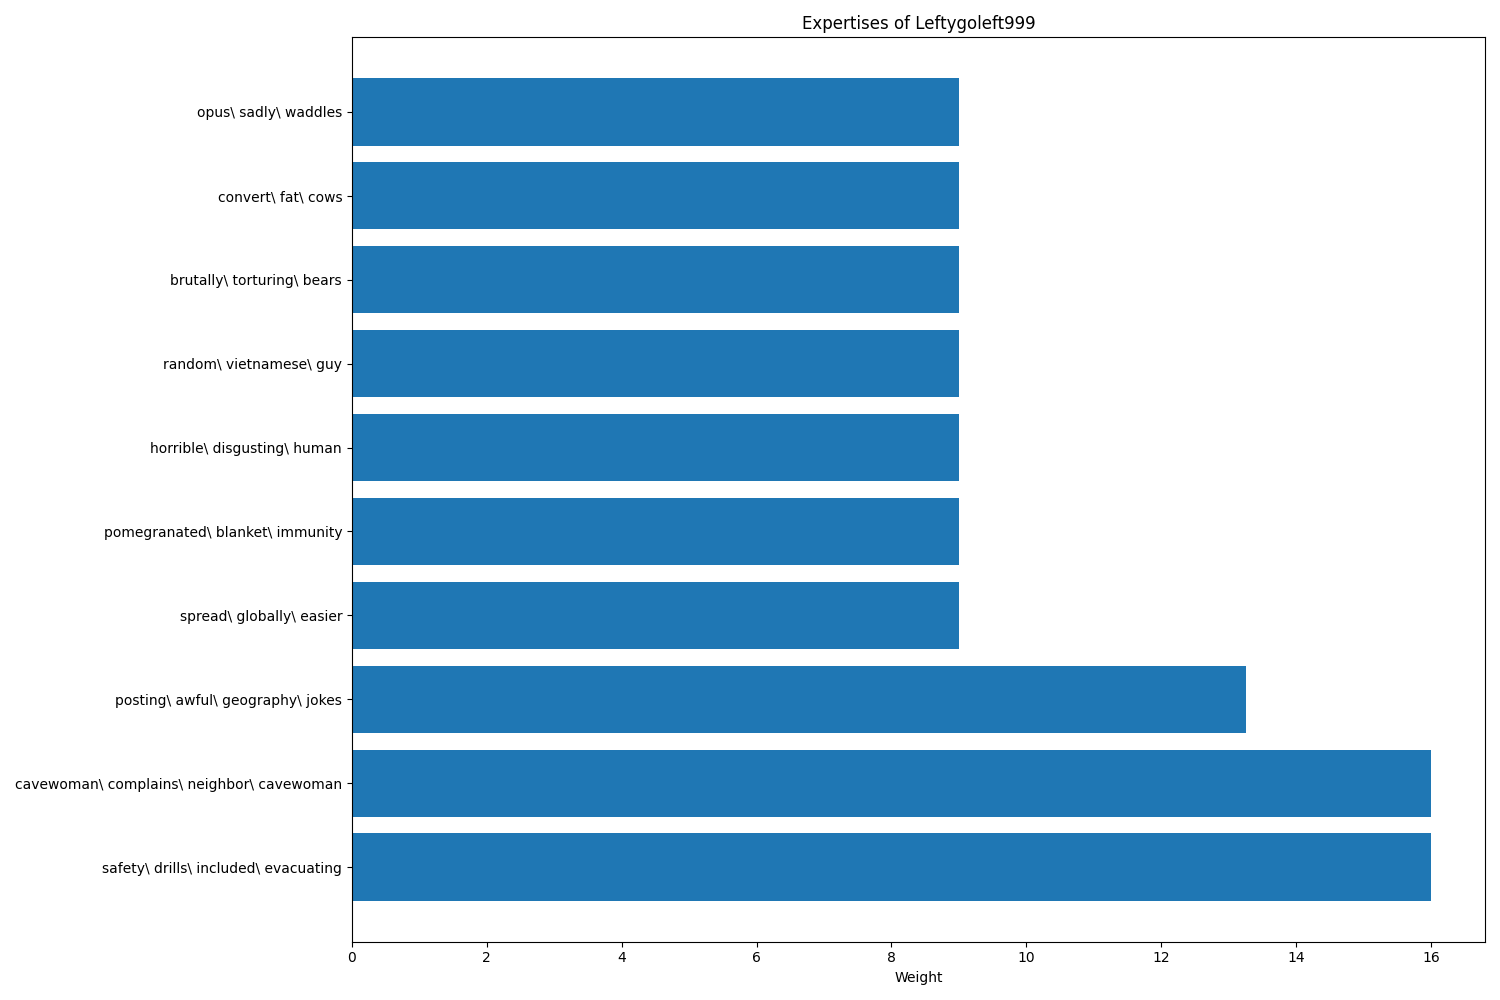 Expertises of Leftygoleft999
opus\ sadly\ waddles
convert\ fat\ cows
brutally\ torturing\ bears
random\ vietnamese\ guy
horrible\ disgusting\ human
pomegranated\ blanket\ immunity
spread\ globally\ easier
posting\ awful\ geography\ jokes
cavewoman\ complains\ neighbor\ cavewoman
safety\ drills\ included\ evacuating
0 2 4 6 8 10 12 14 16
Weight